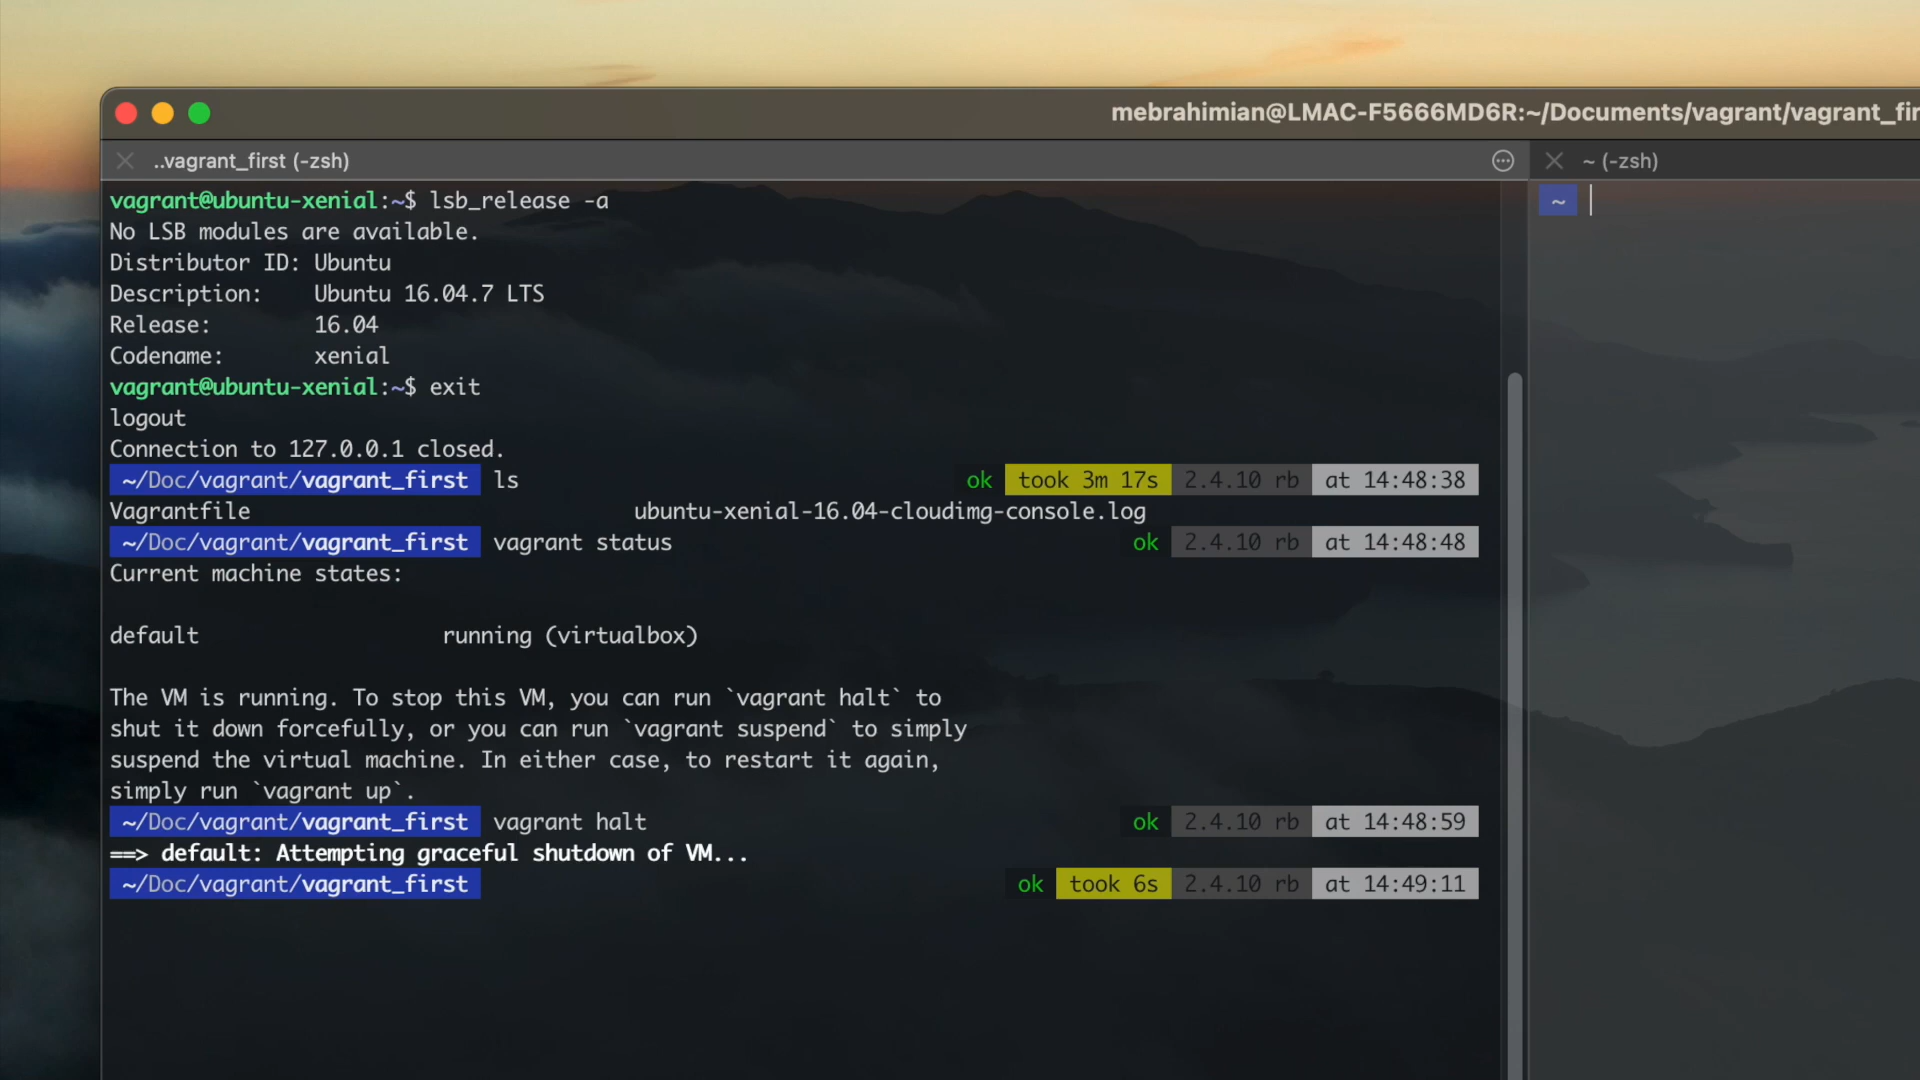 mebrahimian@LMAC-F5666MD6R:~/Documents/vagrant/vagrant_fir
..vagrant_first (-zsh)
~ (-zsh)
vagrant@ubuntu-xenial:~$ lsb_release -a
~
No LSB modules are available.
Distributor ID: Ubuntu
Description: Ubuntu 16.04.7 LTS
Release: 16.04
Codename: xenial
vagrant@ubuntu-xenial:~$ exit
logout
Connection to 127.0.0.1 closed.
~/Doc/vagrant/vagrant_first ls ok took 3m 17s 2.4.10 rb at 14:48:38
Vagrantfile ubuntu-xenial-16.04-cloudimg-console.log
~/Doc/vagrant/vagrant_first vagrant status ok 2.4.10 rb at 14:48:48
Current machine states:
default running (virtualbox)
The VM is running. To stop this VM, you can run `vagrant halt` to
shut it down forcefully, or you can run `vagrant suspend` to simply
suspend the virtual machine. In either case, to restart it again,
simply run `vagrant up`.
~/Doc/vagrant/vagrant_first vagrant halt ok 2.4.10 rb at 14:48:59
==> default: Attempting graceful shutdown of VM...
~/Doc/vagrant/vagrant_first ok took 6s 2.4.10 rb at 14:49:11